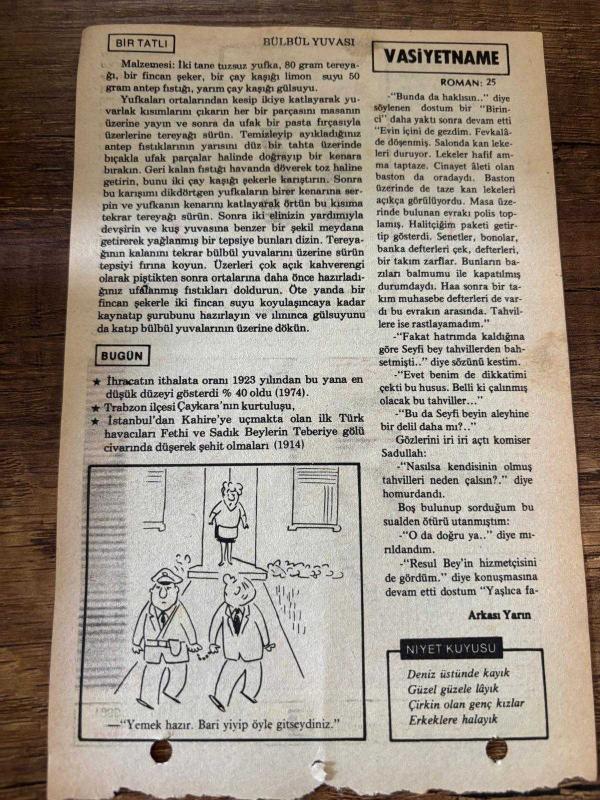 BİR TATLI
BÜLBÜL YUVASI
Malzemesi: İki tane tuzsuz yufka, 80 gram tereya-
ğı, bir fincan şeker, bir çay kaşığı limon suyu 50
gram antep fıstığı, yarım çay kaşığı gülsuyu.
Yufkaları ortalarından kesip ikiye katlayarak yu-
varlak kısımlarını çıkarın her bir parçasını masanın
üzerine yayın ve sonra da ufak bir pasta fırçasıyla
üzerlerine tereyağı sürün. Temizleyip ayıkladığınız
antep fıstıklarının yarısını düz bir tahta üzerinde
bıçakla ufak parçalar halinde doğrayıp bir kenara
bırakın. Geri kalan fıstığı havanda döverek toz haline
getirin, bunu iki çay kaşığı şekerle karıştırın. Sonra
bu karışımı dikdörtgen yufkaların birer kenarına ser-
pin ve yufkanın kenarını katlayarak örtün bu kısıma
tekrar tereyağı sürün. Sonra iki elinizin yardımıyla
devşirin ve kuş yuvasına benzer bir şekil meydana
getirerek yağlanmış bir tepsiye bunları dizin. Tereya-
ğının kalanını tekrar bülbül yuvalarını üzerine sürün
tepsiyi fırına koyun. Üzerleri çok açık kahverengi
olarak piştikten sonra ortalarına daha önce hazırladı-
ğınız ufalanmış fıstıkları doldurun. Öte yanda bir
fincan şekerle iki fincan suyu koyulaşıncaya kadar
kaynatıp şurubunu hazırlayın ve ılınınca gülsuyunu
da katıp bülbül yuvalarının üzerine dökün.
BUGÜN
★ İhracatın ithalata oranı 1923 yılından bu yana en
düşük düzeyi gösterdi % 40 oldu (1974).
★ Trabzon ilçesi Çaykara'nın kurtuluşu,
★ İstanbul'dan Kahire'ye uçmakta olan ilk Türk
havacıları Fethi ve Sadık Beylerin Teberiye gölü
civarında düşerek şehit olmaları (1914)
—"Yemek hazır. Bari yiyip öyle gitseydiniz."
VASİYETNAME
ROMAN: 25
-"Bunda da haklısın.." diye
söylenen dostum bir "Birin-
ci" daha yaktı sonra devam etti
"Evin içini de gezdim. Fevkalâ-
de döşenmiş. Salonda kan leke-
leri duruyor. Lekeler hafif am-
ma taptaze. Cinayet âleti olan
baston da oradaydı. Baston
üzerinde de taze kan lekeleri
açıkça görülüyordu. Masa üze-
rinde bulunan evrakı polis top-
lamış. Halitçiğim paketi getir-
tip gösterdi. Senetler, bonolar,
banka defterleri çek, defterleri,
bir takım zarflar. Bunların ba-
zıları balmumu ile kapatılmış
durumdaydı. Haa sonra bir ta-
kım muhasebe defterleri de var-
dı bu evrakın arasında. Tahvil-
lere ise rastlayamadım."
-"Fakat hatrımda kaldığına
göre Seyfi bey tahvillerden bah-
setmişti.." diye sözünü kestim.
-"Evet benim de dikkatimi
çekti bu husus. Belli ki çalınmış
olacak bu tahviller..."
-"Bu da Seyfi beyin aleyhine
bir delil daha mı?.."
Gözlerini iri iri açtı komiser
Sadullah:
-"Nasılsa kendisinin olmuş
tahvilleri neden çalsın?." diye
homurdandı.
Boş bulunup sorduğum bu
sualden ötürü utanmıştım:
-"O da doğru ya.." diye mı-
rıldandım.
-"Resul Bey'in hizmetçisini
de gördüm." diye konuşmasına
devam etti dostum "Yaşlıca fa-
Arkası Yarın
NİYET KUYUSU
Deniz üstünde kayık
Güzel güzele lâyık
Çirkin olan genç kızlar
Erkeklere halayık